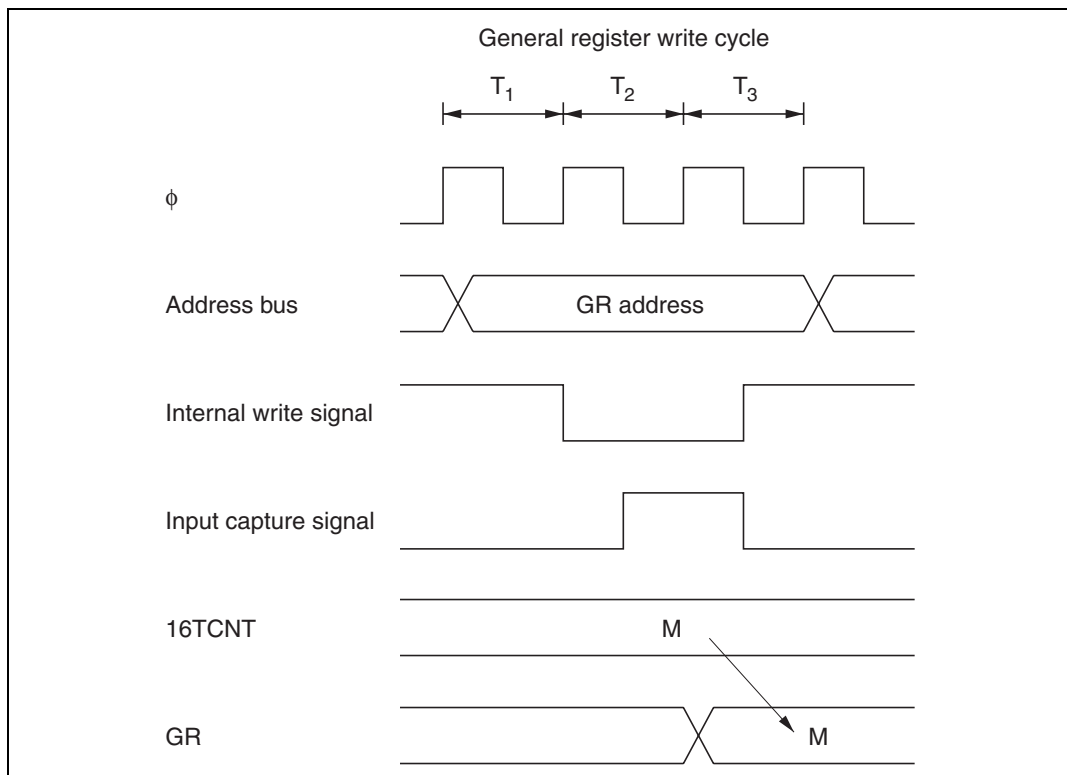 General register write cycle
T1 T2 T3
ϕ
Address bus GR address
Internal write signal
Input capture signal
16TCNT M
GR M